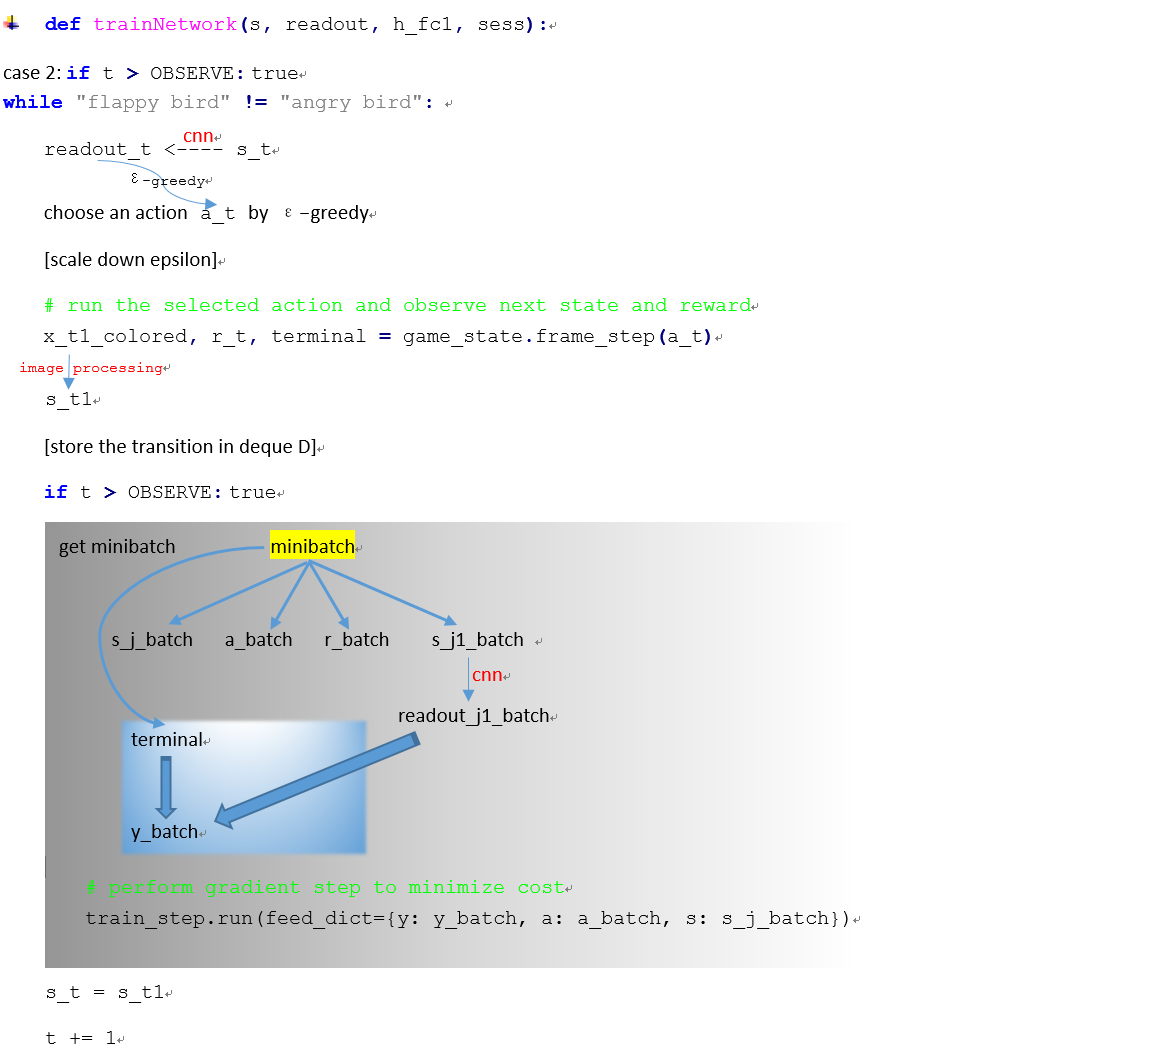 def trainNetwork(s, readout, h_fc1, sess):
case 2: if t > OBSERVE: true
while "flappy bird" != "angry bird":
cnn
readout_t <---- s_t
ε-greedy
choose an action a_t by ε-greedy
[scale down epsilon]
# run the selected action and observe next state and reward
x_t1_colored, r_t, terminal = game_state.frame_step(a_t)
image processing
s_t1
[store the transition in deque D]
if t > OBSERVE: true
get minibatch minibatch
s_j_batch a_batch r_batch s_j1_batch
cnn
readout_j1_batch
terminal
y_batch
# perform gradient step to minimize cost
train_step.run(feed_dict={y: y_batch, a: a_batch, s: s_j_batch})
s_t = s_t1
t += 1